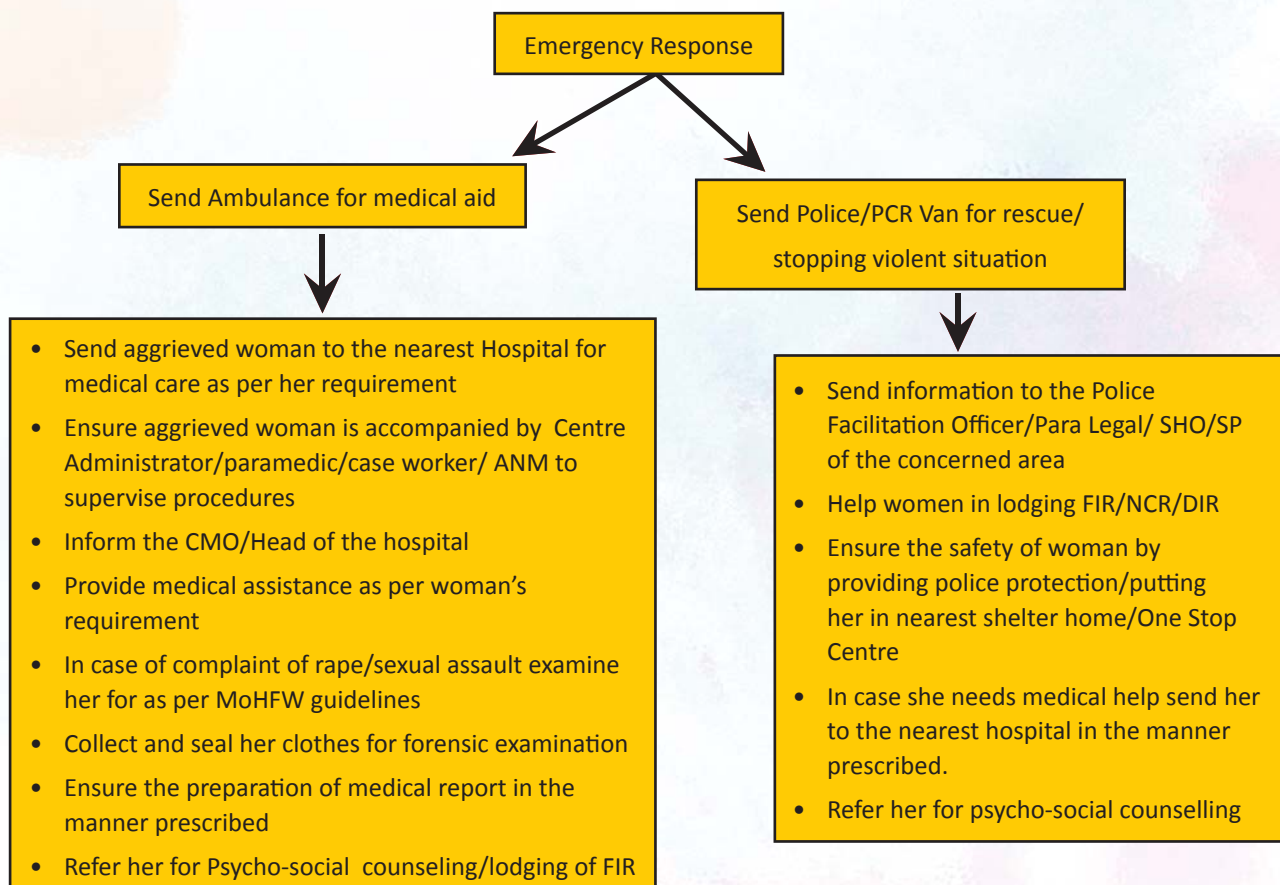 Emergency Response
Send Ambulance for medical aid
Send Police/PCR Van for rescue/
stopping violent situation
• Send aggrieved woman to the nearest Hospital for
medical care as per her requirement
• Ensure aggrieved woman is accompanied by Centre
Administrator/paramedic/case worker/ ANM to
supervise procedures
• Inform the CMO/Head of the hospital
• Provide medical assistance as per woman’s
requirement
• In case of complaint of rape/sexual assault examine
her for as per MoHFW guidelines
• Collect and seal her clothes for forensic examination
• Ensure the preparation of medical report in the
manner prescribed
• Refer her for Psycho-social counseling/lodging of FIR
• Send information to the Police
Facilitation Officer/Para Legal/ SHO/SP
of the concerned area
• Help women in lodging FIR/NCR/DIR
• Ensure the safety of woman by
providing police protection/putting
her in nearest shelter home/One Stop
Centre
• In case she needs medical help send her
to the nearest hospital in the manner
prescribed.
• Refer her for psycho-social counselling